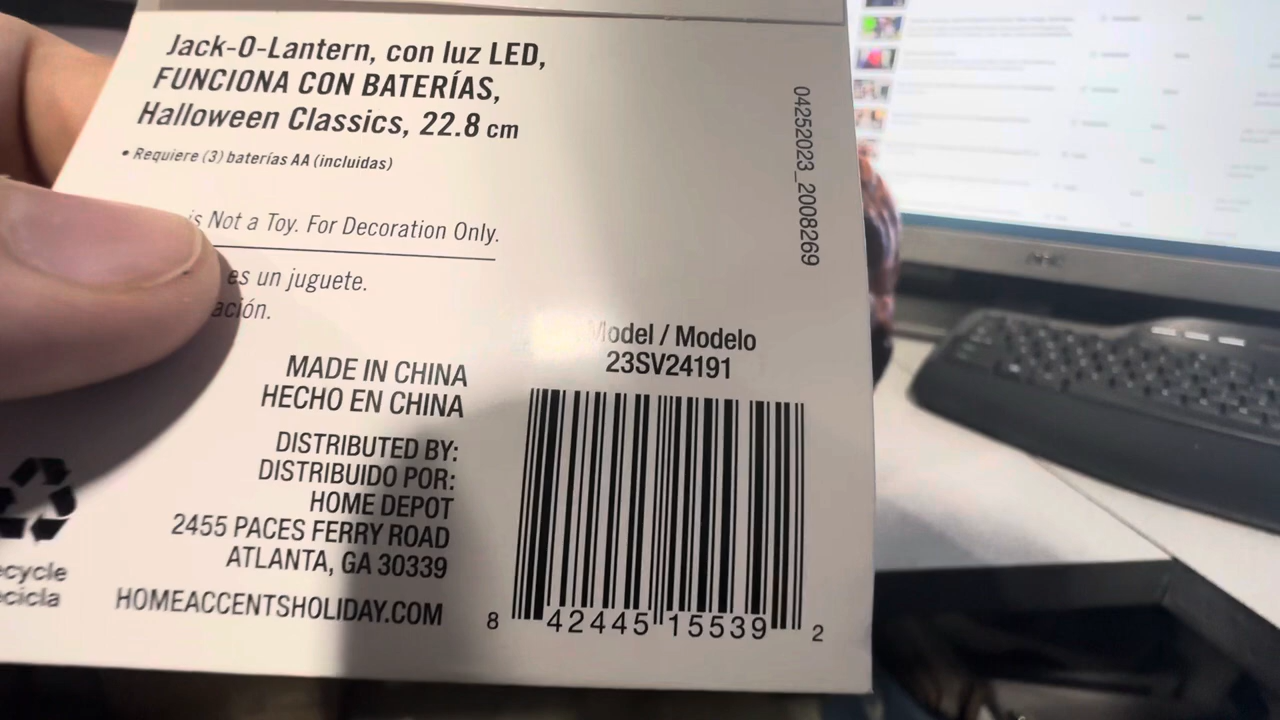 Jack-O-Lantern, con luz LED,
FUNCIONA CON BATERÍAS,
Halloween Classics, 22.8 cm
• Requiere (3) baterías AA (incluidas)
is Not a Toy. For Decoration Only.
es un juguete.
ación.
04252023_2008269
Model / Modelo
23SV24191
MADE IN CHINA
HECHO EN CHINA
DISTRIBUTED BY:
DISTRIBUIDO POR:
HOME DEPOT
2455 PACES FERRY ROAD
ATLANTA, GA 30339
HOMEACCENTSHOLIDAY.COM
ecycle
ecicla
8 42445 15539 2